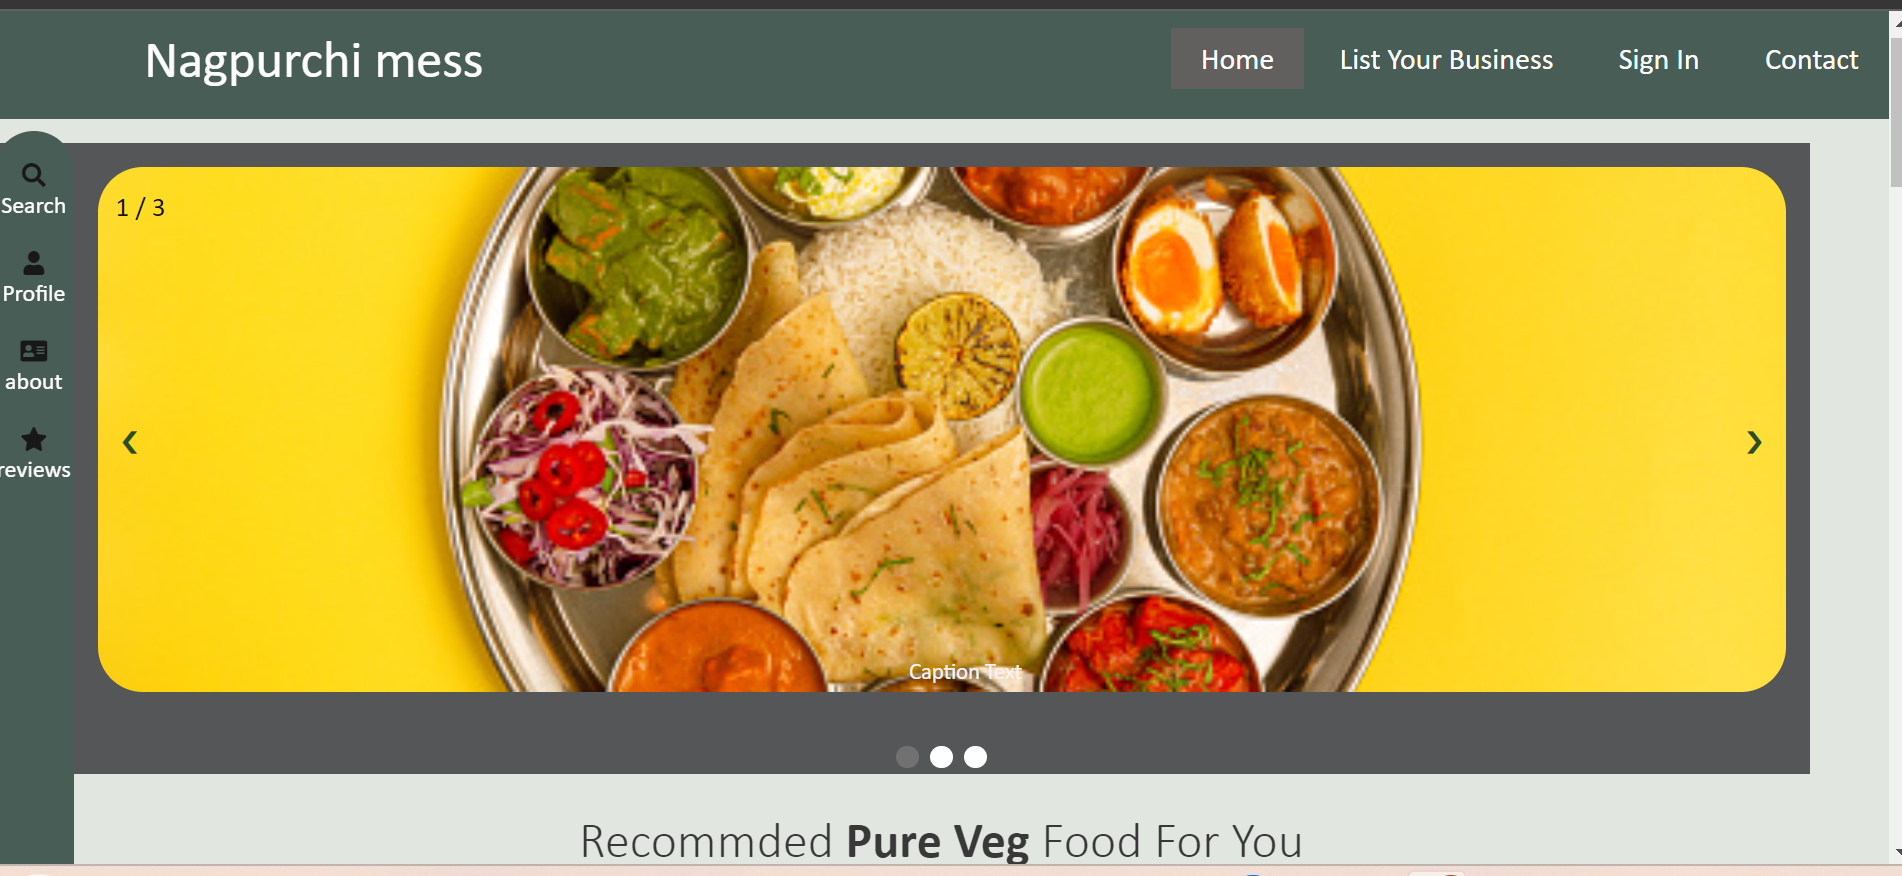 Nagpurchi mess
Home
List Your Business
Sign In
Contact
Search
Profile
about
reviews
1 / 3
❮
❯
Caption Text
Recommded Pure Veg Food For You